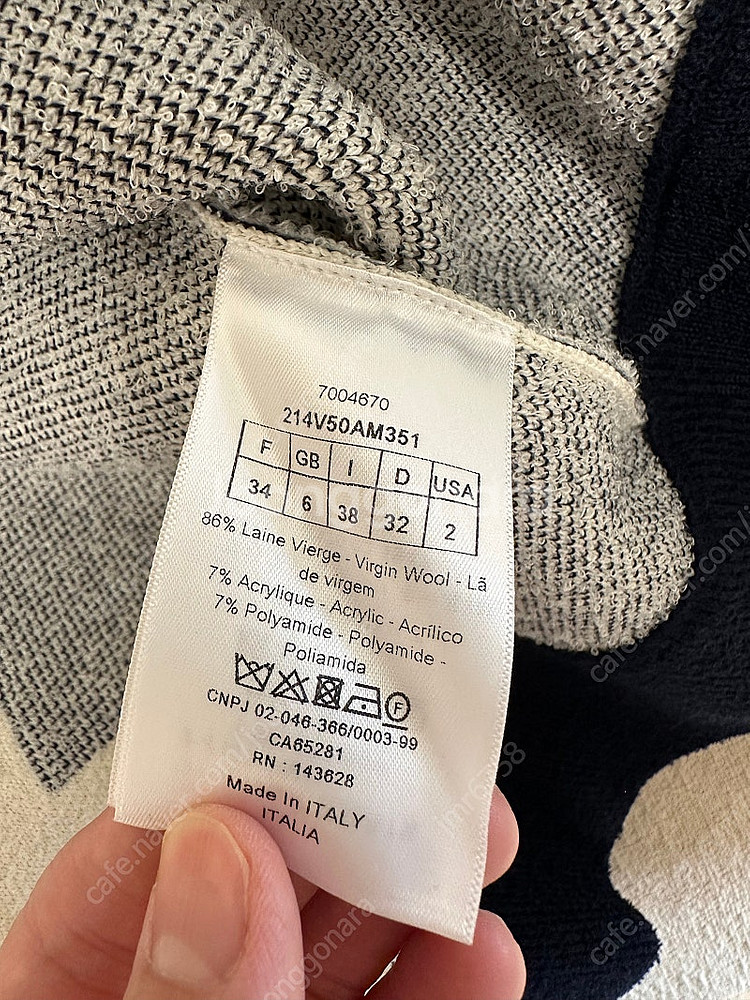 7004670
214V50AM351
F GB I D USA
34 6 38 32 2
86% Laine Vierge - Virgin Wool - Lã
de virgem
7% Acrylique - Acrylic - Acrílico
7% Polyamide - Polyamide -
Poliamida
F
CNPJ 02-046-366/0003-99
CA65281
RN : 143628
Made In ITALY
ITALIA